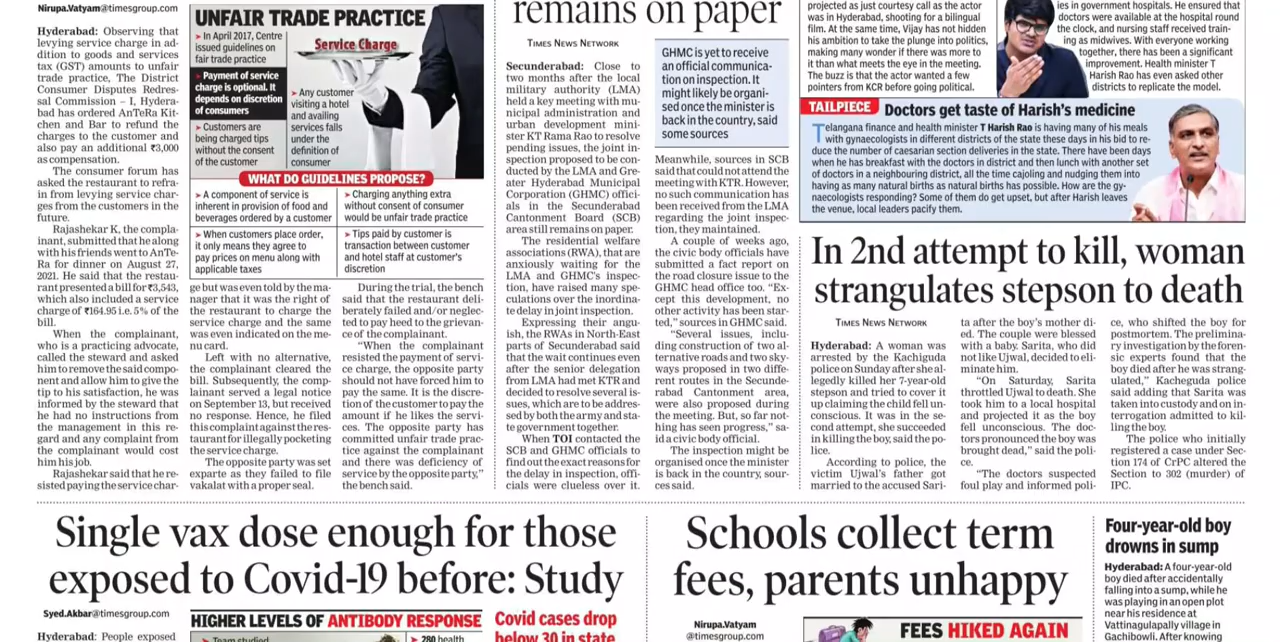 Nirupa.Vatyam@timesgroup.com
Hyderabad: Observing that
levying service charge in ad-
dition to goods and services
tax (GST) amounts to unfair
trade practice, The District
Consumer Disputes Redres-
sal Commission – I, Hydera-
bad has ordered AnTeRa Kit-
chen and Bar to refund the
charges to the customer and
also pay an additional ₹3,000
as compensation.
The consumer forum has
asked the restaurant to refra-
in from levying service char-
ges from the customers in the
future.
Rajashekar K, the compla-
inant, submitted that he along
with his friends went to AnTe-
Ra for dinner on August 27,
2021. He said that the restau-
rant presented a bill for ₹3,543,
which also included a service
charge of ₹164.95 i.e. 5% of the
bill.
When the complainant,
who is a practicing advocate,
called the steward and asked
him to remove the said compo-
nent and allow him to give the
tip to his satisfaction, he was
informed by the steward that
he had no instructions from
the management in this re-
gard and any complaint from
the complainant would cost
him his job.
Rajashekar said that he re-
sisted paying the service char-
UNFAIR TRADE PRACTICE
➤ In April 2017, Centre
issued guidelines on
fair trade practice
➤ Payment of service
charge is optional. It
depends on discretion
of consumers
➤ Customers are
being charged tips
without the consent
of the customer
Service Charge
➤ Any customer
visiting a hotel
and availing
services falls
under the
definition of
consumer
WHAT DO GUIDELINES PROPOSE?
➤ A component of service is
inherent in provision of food and
beverages ordered by a customer
➤ When customers place order,
it only means they agree to
pay prices on menu along with
applicable taxes
➤ Charging anything extra
without consent of consumer
would be unfair trade practice
➤ Tips paid by consumer is
transaction between customer
and hotel staff at customer's
discretion
ge but was even told by the ma-
nager that it was the right of
the restaurant to charge the
service charge and the same
was even indicated on the me-
nu card.
Left with no alternative,
the complainant cleared the
bill. Subsequently, the comp-
lainant served a legal notice
on September 13, but received
no response. Hence, he filed
this complaint against the res-
taurant for illegally pocketing
the service charge.
The opposite party was set
exparte as they failed to file
vakalat with a proper seal.
During the trial, the bench
said that the restaurant deli-
berately failed and/or neglec-
ted to pay heed to the grievan-
ce of the complainant.
"When the complainant
resisted the payment of servi-
ce charge, the opposite party
should not have forced him to
pay the same. It is the discre-
tion of the customer to pay the
amount if he likes the servi-
ces. The opposite party has
committed unfair trade prac-
tice against the complainant
and there was deficiency of
service by the opposite party,"
the bench said.
remains on paper
TIMES NEWS NETWORK
Secunderabad: Close to
two months after the local
military authority (LMA)
held a key meeting with mu-
nicipal administration and
urban development mini-
ster KT Rama Rao to resolve
pending issues, the joint in-
spection proposed to be con-
ducted by the LMA and Gre-
ater Hyderabad Municipal
Corporation (GHMC) offici-
als in the Secunderabad
Cantonment Board (SCB)
area still remains on paper.
The residential welfare
associations (RWA), that are
anxiously waiting for the
LMA and GHMC's inspec-
tion, have raised many spe-
culations over the inordina-
te delay in joint inspection.
Expressing their angu-
ish, the RWAs in North-East
parts of Secunderabad said
that the wait continues even
after the senior delegation
from LMA had met KTR and
decided to resolve several is-
sues, which are to be addres-
sed by both the army and sta-
te government together.
When TOI contacted the
SCB and GHMC officials to
find out the exact reasons for
the delay in inspection, offi-
cials were clueless over it.
GHMC is yet to receive
an official communica-
tion on inspection. It
might likely be organi-
sed once the minister is
back in the country, said
some sources
Meanwhile, sources in SCB
said that could not attend the
meeting with KTR. However,
no such communication has
been received from the LMA
regarding the joint inspec-
tion, they maintained.
A couple of weeks ago,
the civic body officials have
submitted a fact report on
the road closure issue to the
GHMC head office too. "Ex-
cept this development, no
other activity has been star-
ted," sources in GHMC said.
"Several issues, inclu-
ding construction of two al-
ternative roads and two sky-
ways proposed in two diffe-
rent routes in the Secunde-
rabad Cantonment area,
were also proposed during
the meeting. But, so far not-
hing has seen progress," sa-
id a civic body official.
The inspection might be
organised once the minister
is back in the country, sour-
ces said.
projected as just courtesy call as the actor
was in Hyderabad, shooting for a bilingual
film. At the same time, Vijay has not hidden
his ambition to take the plunge into politics,
making many wonder if there was more to
it than what meets the eye in the meeting.
The buzz is that the actor wanted a few
pointers from KCR before going political.
ies in government hospitals. He ensured that
doctors were available at the hospital round
the clock, and nursing staff received train-
ing as midwives. With everyone working
together, there has been a significant
improvement. Health minister T
Harish Rao has even asked other
districts to replicate the model.
TAILPIECE Doctors get taste of Harish's medicine
Telangana finance and health minister T Harish Rao is having many of his meals
with gynaecologists in different districts of the state these days in his bid to re-
duce the number of caesarian section deliveries in the state. There have been days
when he has breakfast with the doctors in district and then lunch with another set
of doctors in a neighbouring district, all the time cajoling and nudging them into
having as many natural births as natural births has possible. How are the gy-
naecologists responding? Some of them do get upset, but after Harish leaves
the venue, local leaders pacify them.
In 2nd attempt to kill, woman
strangulates stepson to death
TIMES NEWS NETWORK
Hyderabad: A woman was
arrested by the Kachiguda
police on Sunday after she al-
legedly killed her 7-year-old
stepson and tried to cover it
up claiming the child fell un-
conscious. It was in the se-
cond attempt, she succeeded
in killing the boy, said the po-
lice.
According to police, the
victim Ujwal's father got
married to the accused Sari-
ta after the boy's mother di-
ed. The couple were blessed
with a baby. Sarita, who did
not like Ujwal, decided to eli-
minate him.
"On Saturday, Sarita
throttled Ujwal to death. She
took him to a local hospital
and projected it as the boy
fell unconscious. The doc-
tors pronounced the boy was
brought dead," said the poli-
ce.
"The doctors suspected
foul play and informed poli-
ce, who shifted the boy for
postmortem. The prelimina-
ry investigation by the foren-
sic experts found that the
boy died after he was strang-
ulated," Kacheguda police
said adding that Sarita was
taken into custody and on in-
terrogation admitted to kil-
ling the boy.
The police who initially
registered a case under Sec-
tion 174 of CrPC altered the
Section to 302 (murder) of
IPC.
Single vax dose enough for those
exposed to Covid-19 before: Study
Syed.Akbar@timesgroup.com
Hyderabad: People exposed
HIGHER LEVELS OF ANTIBODY RESPONSE
➤ Team studied
➤ 280 health
Covid cases drop
below 30 in state
Schools collect term
fees, parents unhappy
Nirupa.Vatyam
@timesgroup.com
FEES HIKED AGAIN
Four-year-old boy
drowns in sump
Hyderabad: A four-year-old
boy died after accidentally
falling into a sump, while he
was playing in an open plot
near his residence at
Vattinagulapally village in
Gachibowli. After knowing